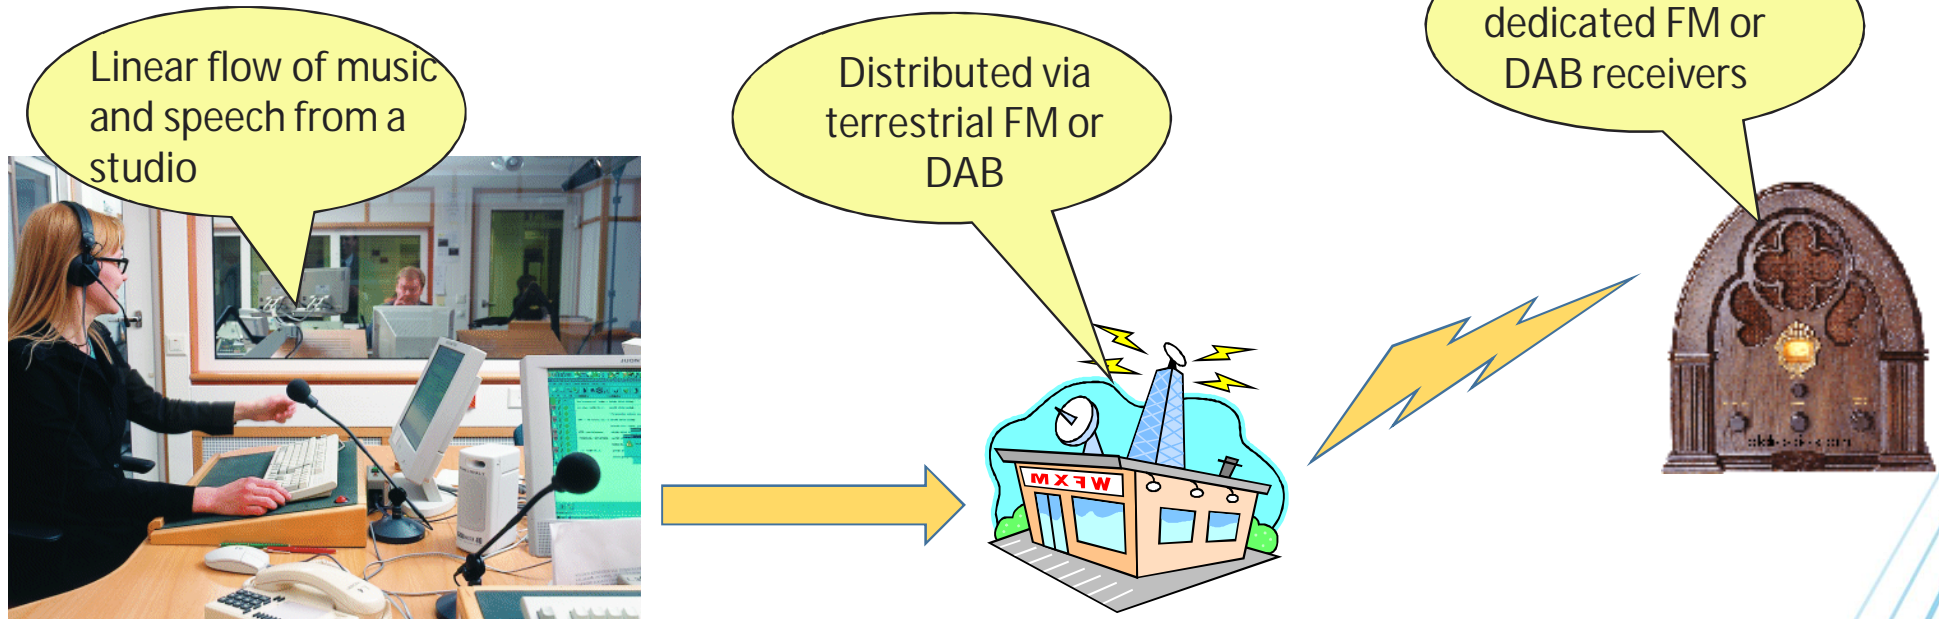 Linear flow of music
and speech from a
studio
Distributed via
terrestrial FM or
DAB
dedicated FM or
DAB receivers
WFXM